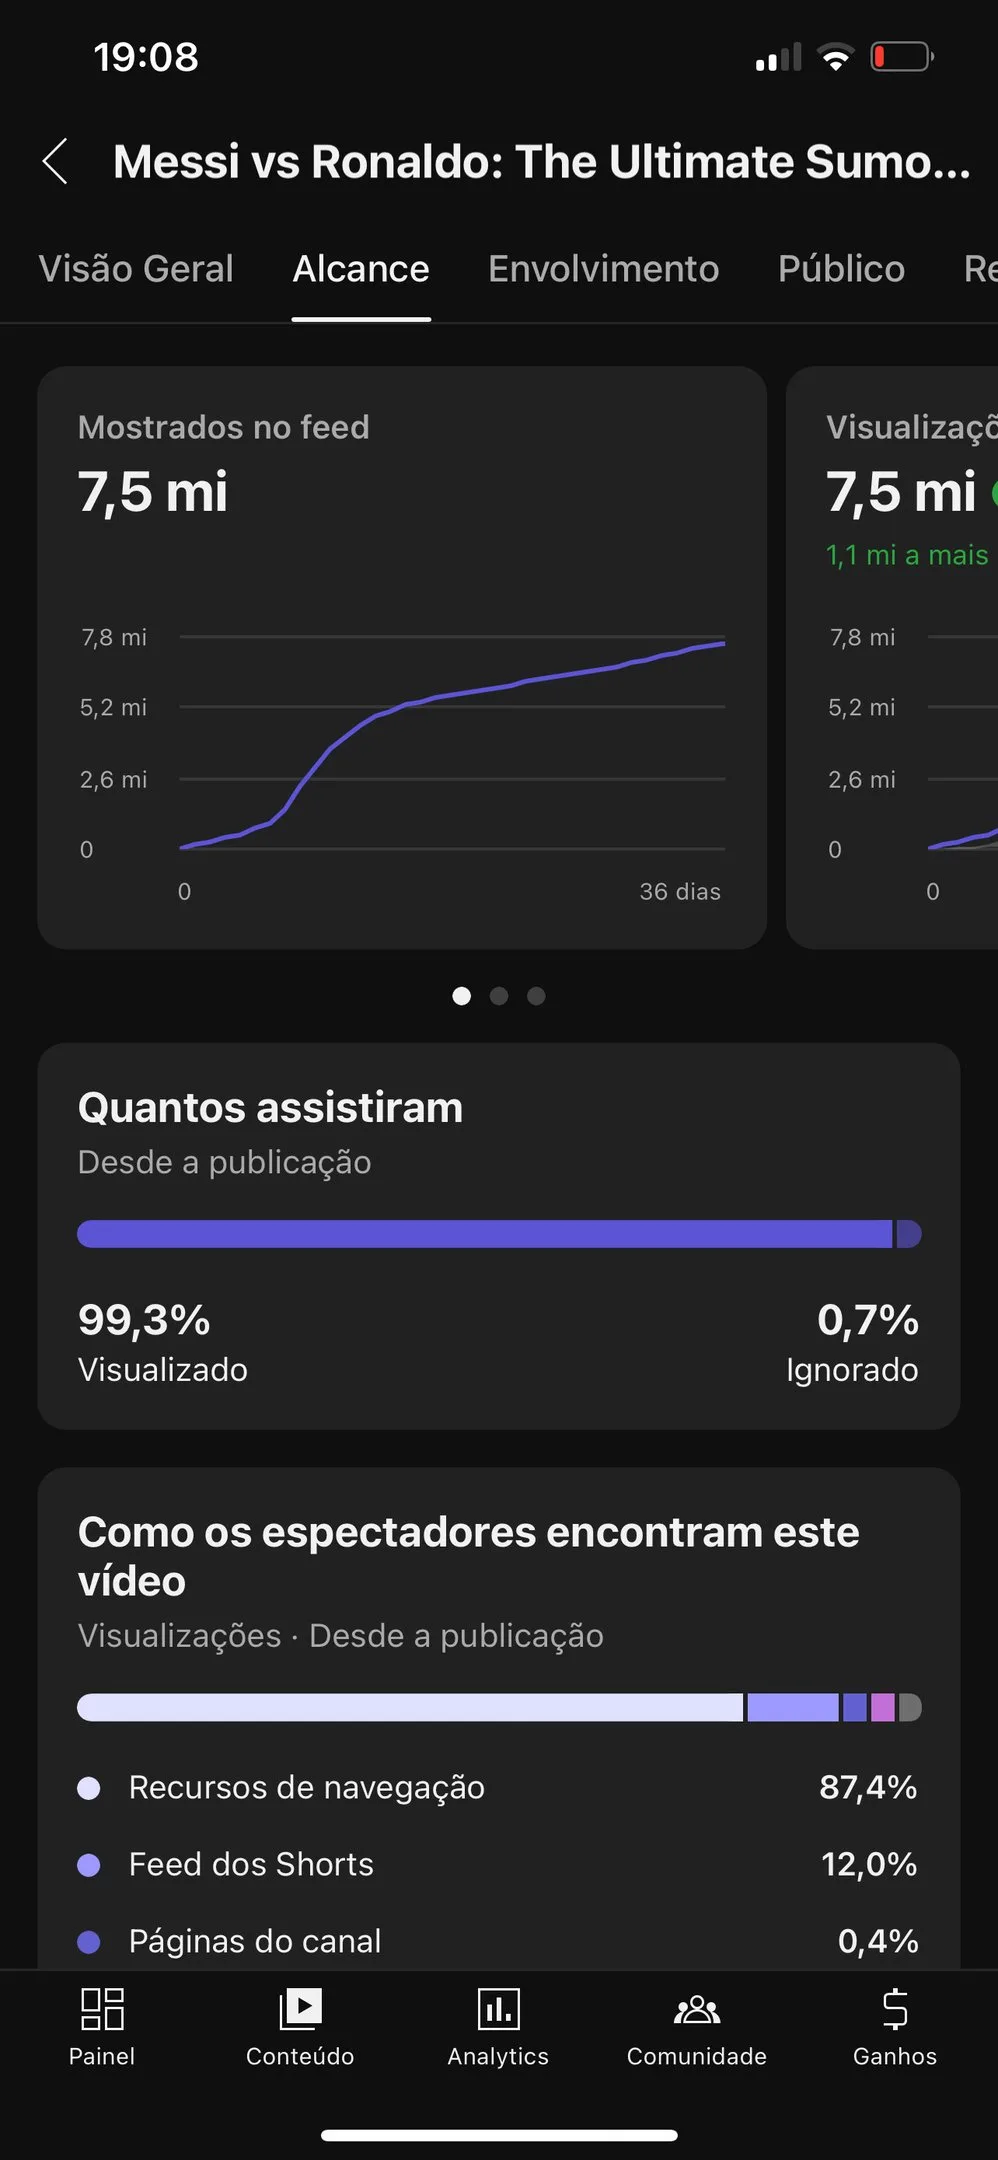 19:08
Messi vs Ronaldo: The Ultimate Sumo...
Visão Geral Alcance Envolvimento Público Re
Mostrados no feed
7,5 mi
7,8 mi
5,2 mi
2,6 mi
0
0 36 dias
Visualizaçõ
7,5 mi
1,1 mi a mais
7,8 mi
5,2 mi
2,6 mi
0
0
Quantos assistiram
Desde a publicação
99,3% 0,7%
Visualizado Ignorado
Como os espectadores encontram este
vídeo
Visualizações · Desde a publicação
Recursos de navegação 87,4%
Feed dos Shorts 12,0%
Páginas do canal 0,4%
Painel Conteúdo Analytics Comunidade Ganhos